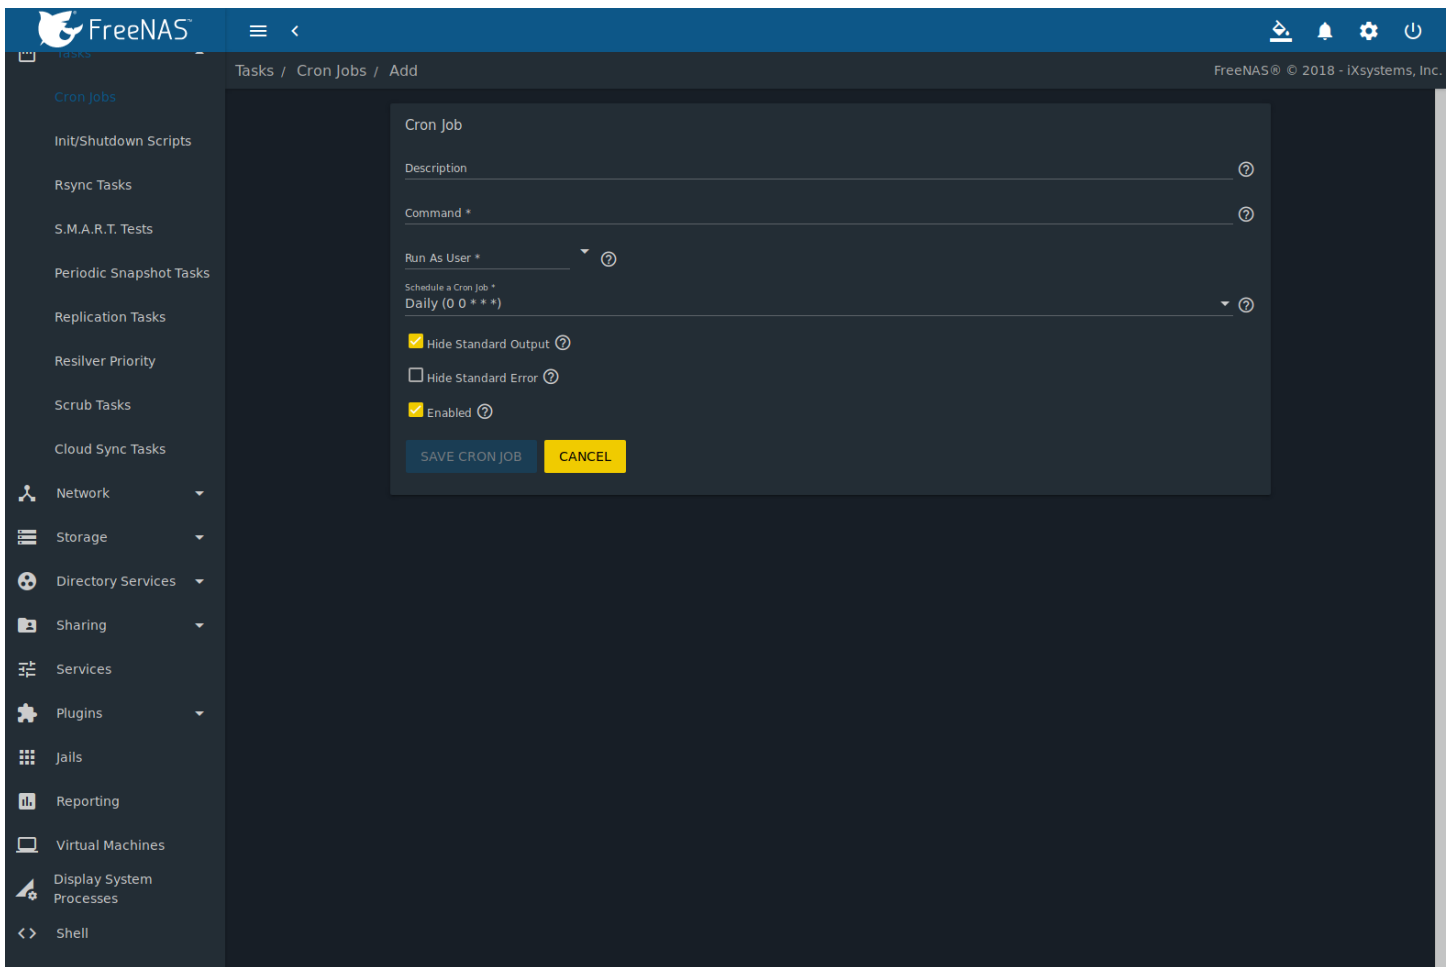 FreeNAS™
Tasks
Tasks / Cron Jobs / Add
FreeNAS® © 2018 - iXsystems, Inc.
Cron Jobs
Init/Shutdown Scripts
Rsync Tasks
S.M.A.R.T. Tests
Periodic Snapshot Tasks
Replication Tasks
Resilver Priority
Scrub Tasks
Cloud Sync Tasks
Network
Storage
Directory Services
Sharing
Services
Plugins
Jails
Reporting
Virtual Machines
Display System
Processes
Shell
Cron Job
Description
Command *
Run As User *
Schedule a Cron Job *
Daily (0 0 * * *)
Hide Standard Output
Hide Standard Error
Enabled
SAVE CRON JOB
CANCEL